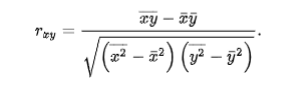 $r_{xy} = \dfrac{\overline{xy} - \bar{x}\bar{y}}{\sqrt{\left(\overline{x^2} - \bar{x}^2\right)\left(\overline{y^2} - \bar{y}^2\right)}}.$